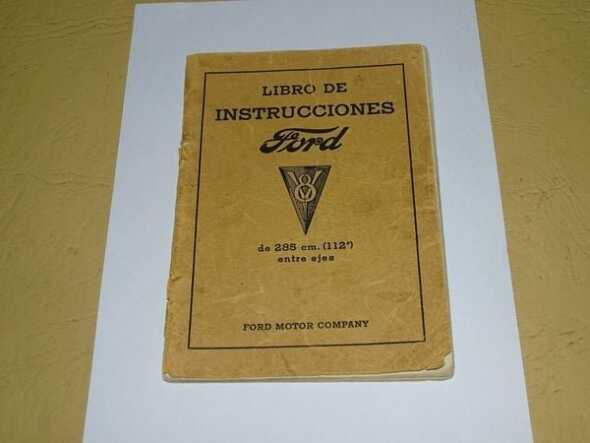 LIBRO DE
INSTRUCCIONES
Ford
V8
de 285 cm. (112")
entre ejes
FORD MOTOR COMPANY